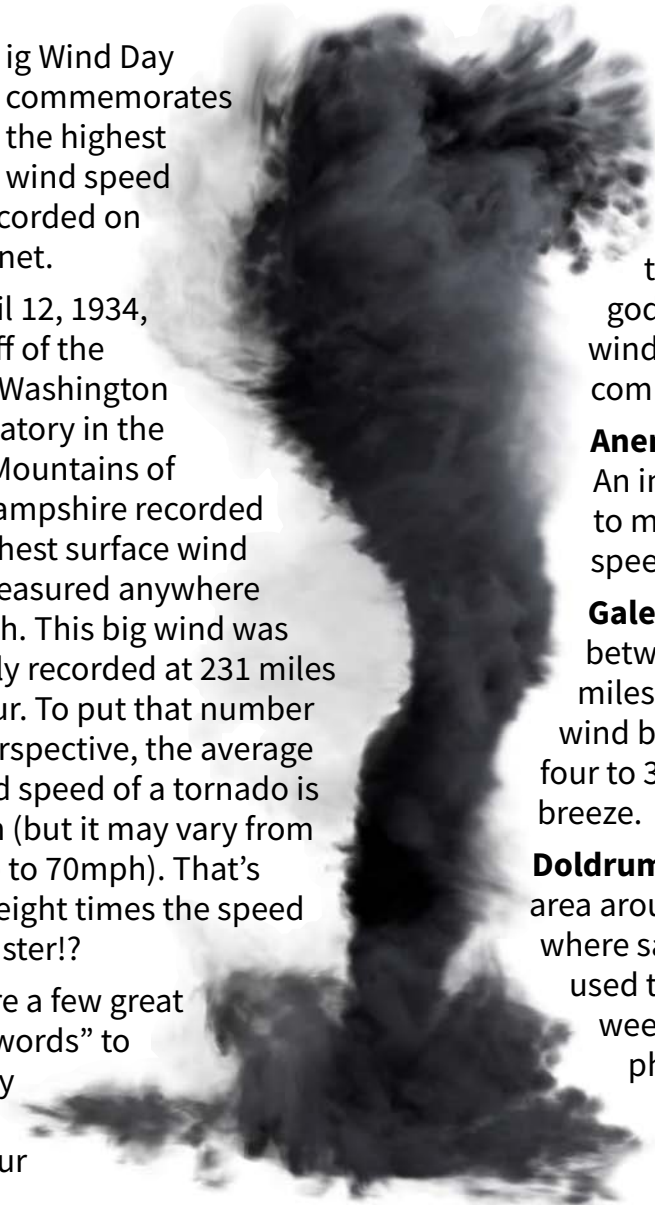 ig Wind Day
commemorates
the highest
wind speed
corded on
net.
il 12, 1934,
ff of the
Washington
atory in the
Mountains of
ampshire recorded
hest surface wind
easured anywhere
h. This big wind was
ly recorded at 231 miles
ur. To put that number
rspective, the average
d speed of a tornado is
h (but it may vary from
to 70mph). That's
eight times the speed
ster!?
re a few great
words” to
y
ur
t
god
wind
com
Aner
An in
to m
spee
Gale
betw
miles
wind b
four to 3
breeze.
Doldrum
area arou
where sa
used t
wee
ph